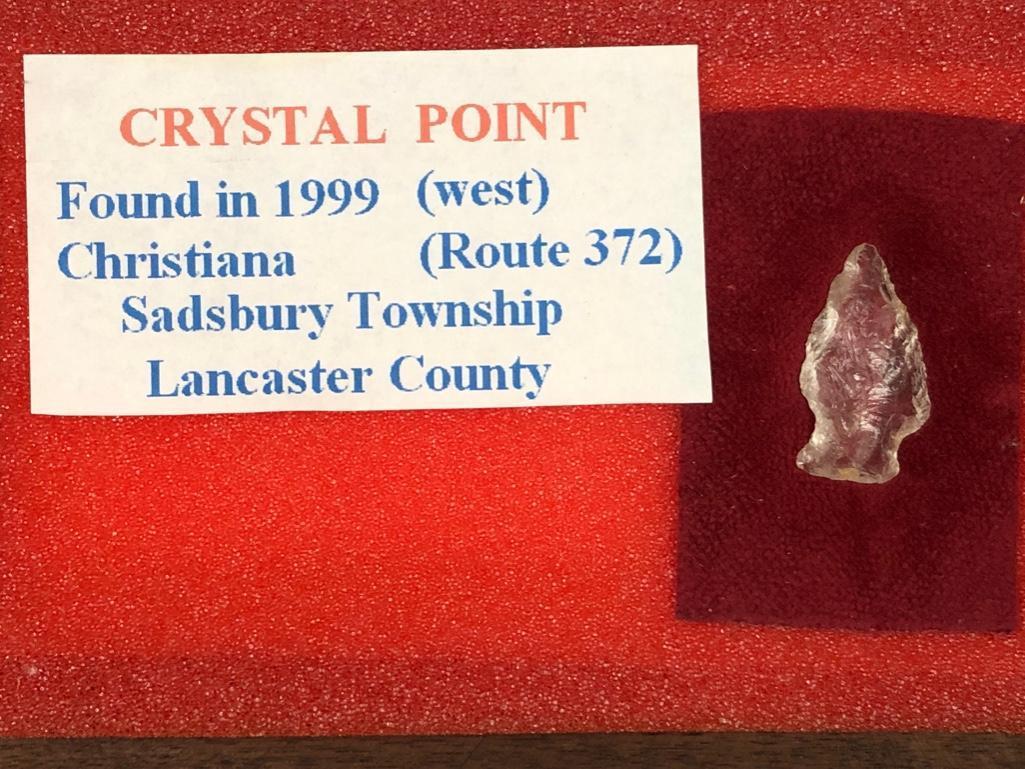 CRYSTAL POINT
Found in 1999 (west)
Christiana (Route 372)
Sadsbury Township
Lancaster County